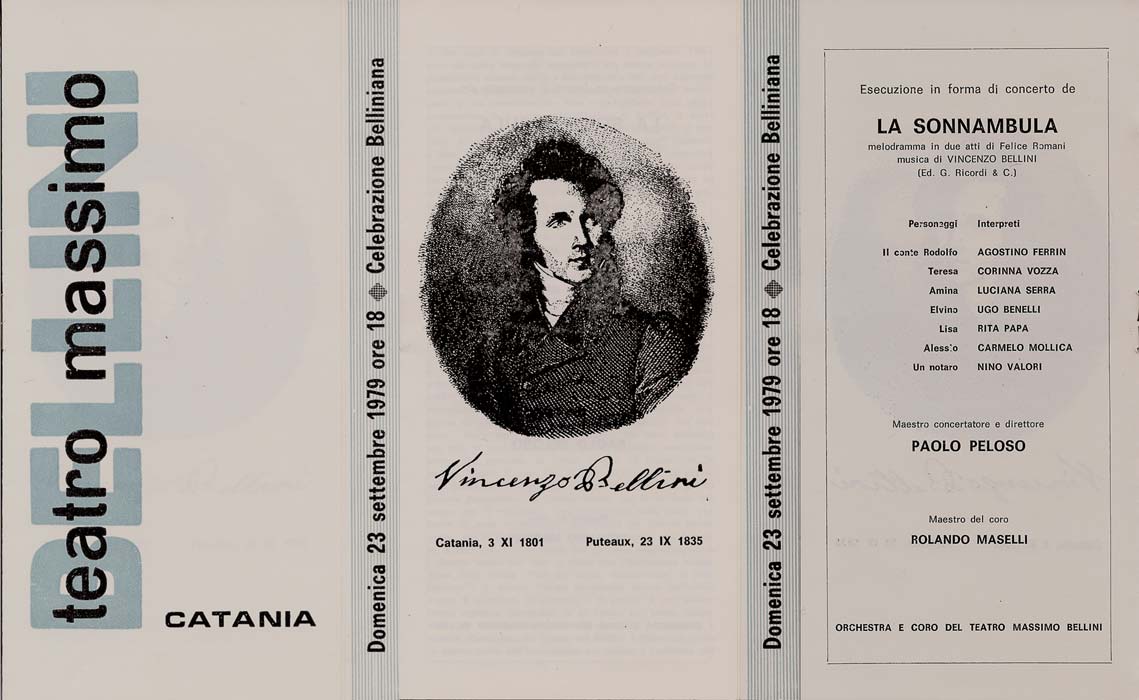 BELLINI
teatro massimo
CATANIA
Domenica 23 settembre 1979 ore 18 Celebrazione Belliniana
Vincenzo Bellini
Catania, 3 XI 1801 Puteaux, 23 IX 1835
Domenica 23 settembre 1979 ore 18 Celebrazione Belliniana
Esecuzione in forma di concerto de
LA SONNAMBULA
melodramma in due atti di Felice Romani
musica di VINCENZO BELLINI
(Ed. G. Ricordi & C.)
Personaggi Interpreti
Il conte Rodolfo AGOSTINO FERRIN
Teresa CORINNA VOZZA
Amina LUCIANA SERRA
Elvino UGO BENELLI
Lisa RITA PAPA
Alessio CARMELO MOLLICA
Un notaro NINO VALORI
Maestro concertatore e direttore
PAOLO PELOSO
Maestro del coro
ROLANDO MASELLI
ORCHESTRA E CORO DEL TEATRO MASSIMO BELLINI